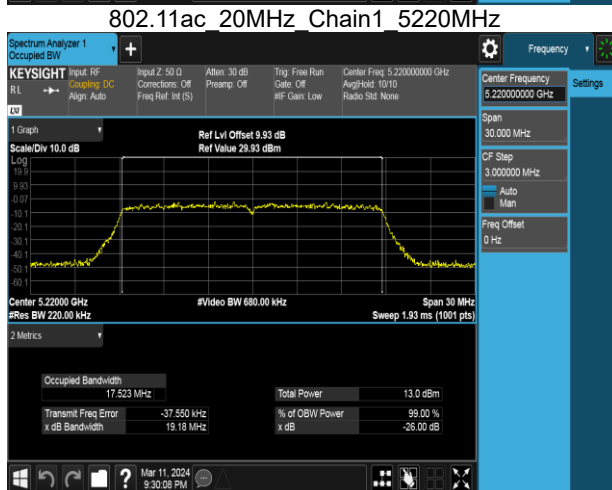 802.11ac_20MHz_Chain1_5220MHz
Spectrum Analyzer 1
Occupied BW
+
Frequency
KEYSIGHT
RL
LXI
Input: RF
Coupling: DC
Align: Auto
Input Z: 50 Ω
Corrections: Off
Freq Ref: Int (S)
Atten: 30 dB
Preamp: Off
Trig: Free Run
Gate: Off
#IF Gain: Low
Center Freq: 5.220000000 GHz
Avg|Hold: 10/10
Radio Std: None
Center Frequency
5.220000000 GHz
Settings
Span
30.000 MHz
CF Step
3.000000 MHz
Auto
Man
Freq Offset
0 Hz
1 Graph
Scale/Div 10.0 dB
Ref Lvl Offset 9.93 dB
Ref Value 29.93 dBm
Log
19.9
9.93
-0.07
-10.1
-20.1
-30.1
-40.1
-50.1
-60.1
Center 5.22000 GHz
#Video BW 680.00 kHz
Span 30 MHz
#Res BW 220.00 kHz
Sweep 1.93 ms (1001 pts)
2 Metrics
Occupied Bandwidth
17.523 MHz
Total Power 13.0 dBm
Transmit Freq Error -37.550 kHz
% of OBW Power 99.00 %
x dB Bandwidth 19.18 MHz
x dB -26.00 dB
?
Mar 11, 2024
9:30:08 PM